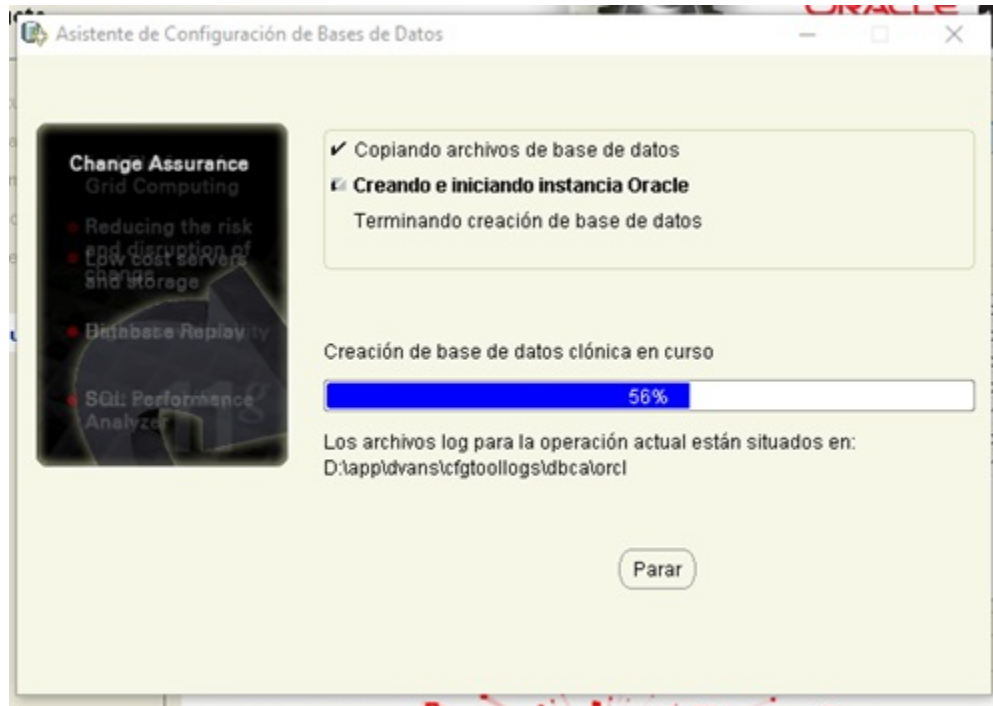 ORACLE
Asistente de Configuración de Bases de Datos
Change Assurance
Grid Computing
Reducing the risk
and disruption of
change
Low cost servers
and storage
Database Replay
SQL Performance
Analyzer
11g
✔ Copiando archivos de base de datos
Creando e iniciando instancia Oracle
Terminando creación de base de datos
Creación de base de datos clónica en curso
56%
Los archivos log para la operación actual están situados en:
D:\app\dvans\cfgtoollogs\dbca\orcl
Parar